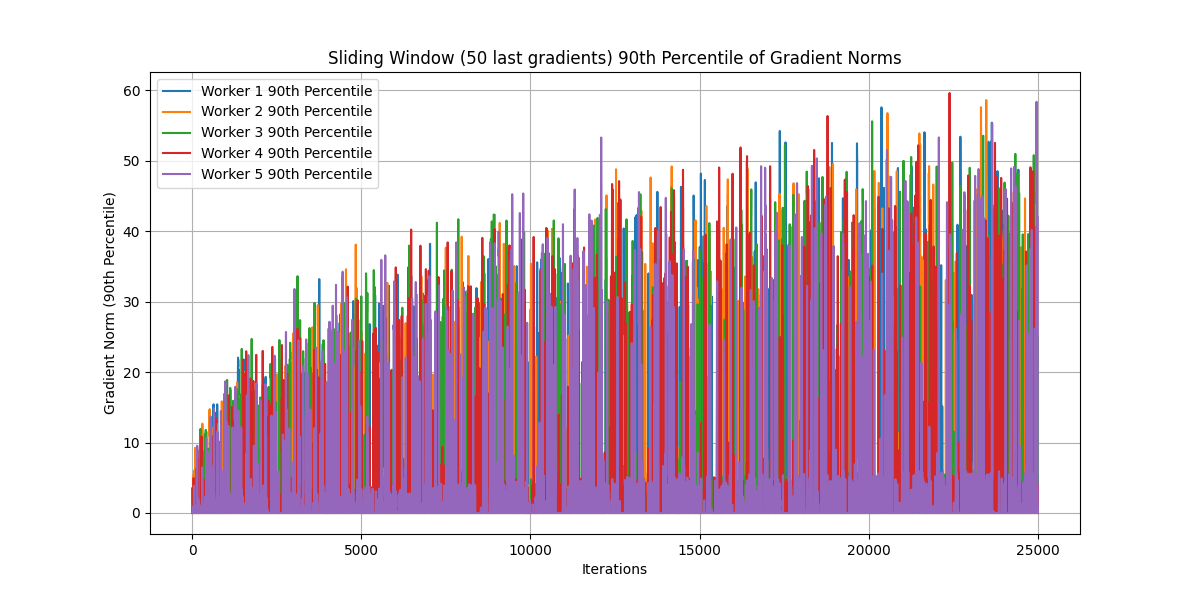 Sliding Window (50 last gradients) 90th Percentile of Gradient Norms
Worker 1 90th Percentile
Worker 2 90th Percentile
Worker 3 90th Percentile
Worker 4 90th Percentile
Worker 5 90th Percentile
Gradient Norm (90th Percentile)
60
50
40
30
20
10
0
0 5000 10000 15000 20000 25000
Iterations